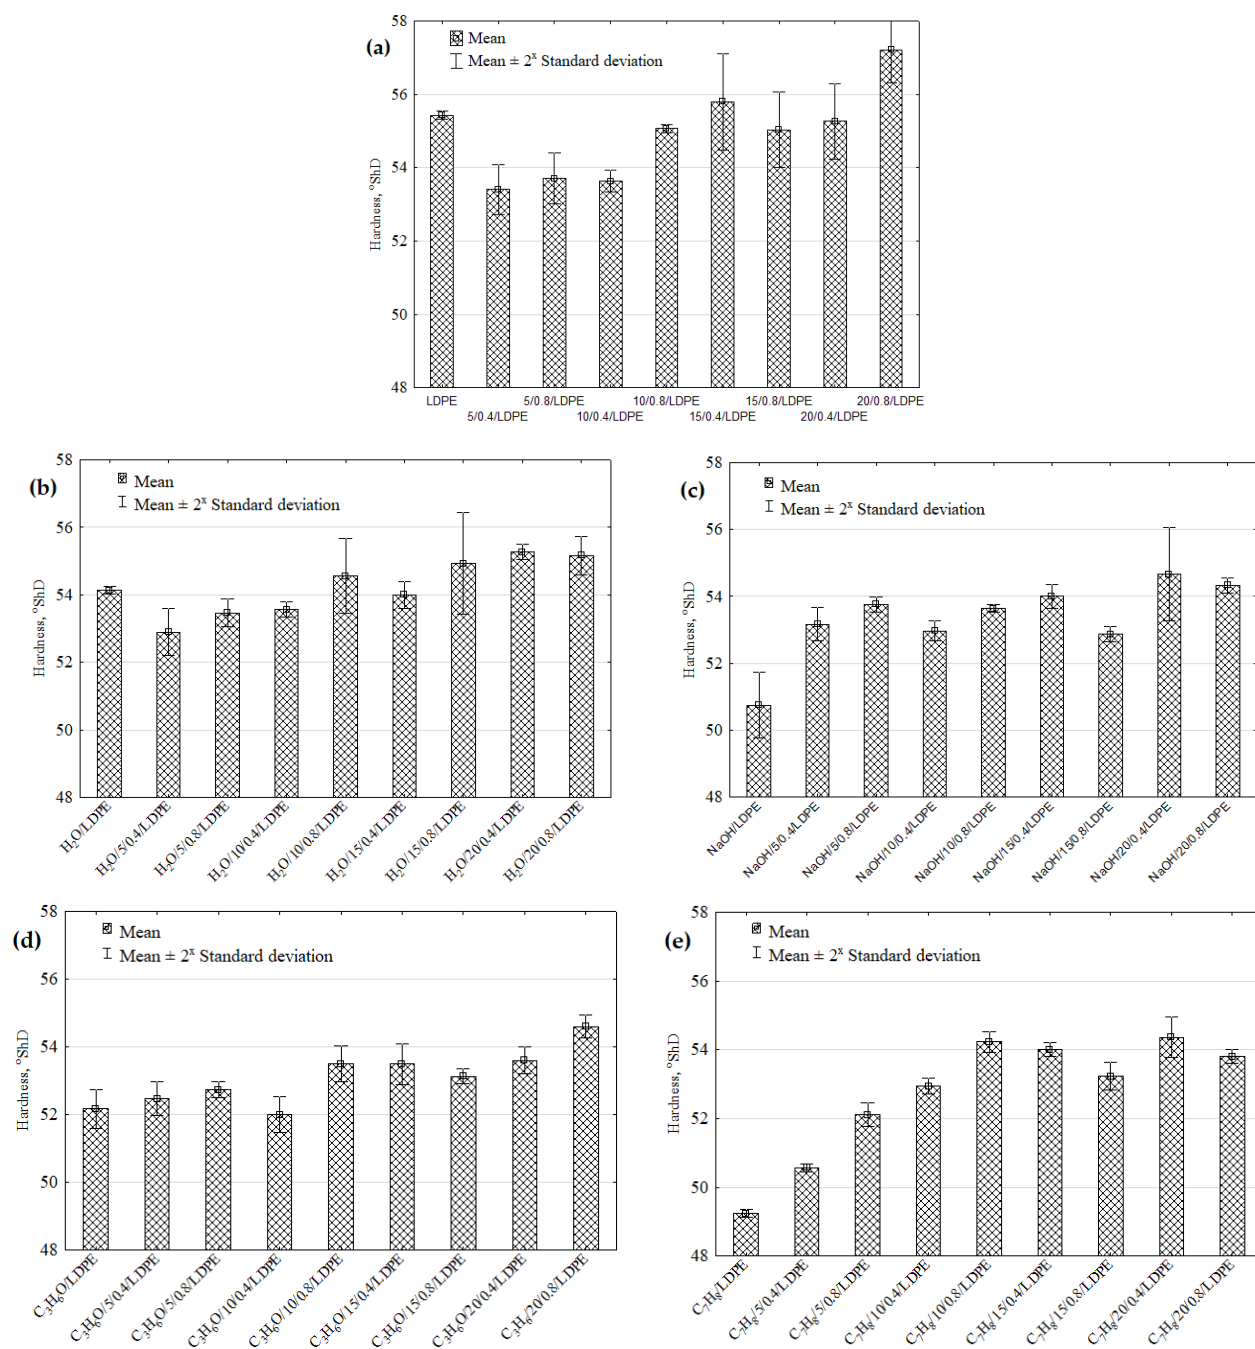 (a)
Mean
Mean ± 2ˣ Standard deviation
Hardness, °ShD
58
56
54
52
50
48
LDPE
5/0.4/LDPE
5/0.8/LDPE
10/0.4/LDPE
10/0.8/LDPE
15/0.4/LDPE
15/0.8/LDPE
20/0.4/LDPE
20/0.8/LDPE
(b)
Mean
Mean ± 2ˣ Standard deviation
Hardness, °ShD
58
56
54
52
50
48
H₂O/LDPE
H₂O/5/0.4/LDPE
H₂O/5/0.8/LDPE
H₂O/10/0.4/LDPE
H₂O/10/0.8/LDPE
H₂O/15/0.4/LDPE
H₂O/15/0.8/LDPE
H₂O/20/0.4/LDPE
H₂O/20/0.8/LDPE
(c)
Mean
Mean ± 2ˣ Standard deviation
Hardness, °ShD
58
56
54
52
50
48
NaOH/LDPE
NaOH/5/0.4/LDPE
NaOH/5/0.8/LDPE
NaOH/10/0.4/LDPE
NaOH/10/0.8/LDPE
NaOH/15/0.4/LDPE
NaOH/15/0.8/LDPE
NaOH/20/0.4/LDPE
NaOH/20/0.8/LDPE
(d)
Mean
Mean ± 2ˣ Standard deviation
Hardness, °ShD
58
56
54
52
50
48
C₃H₆O/LDPE
C₃H₆O/5/0.4/LDPE
C₃H₆O/5/0.8/LDPE
C₃H₆O/10/0.4/LDPE
C₃H₆O/10/0.8/LDPE
C₃H₆O/15/0.4/LDPE
C₃H₆O/15/0.8/LDPE
C₃H₆O/20/0.4/LDPE
C₃H₆/20/0.8/LDPE
(e)
Mean
Mean ± 2ˣ Standard deviation
Hardness, °ShD
58
56
54
52
50
48
C₇H₈/LDPE
C₇H₈/5/0.4/LDPE
C₇H₈/5/0.8/LDPE
C₇H₈/10/0.4/LDPE
C₇H₈/10/0.8/LDPE
C₇H₈/15/0.4/LDPE
C₇H₈/15/0.8/LDPE
C₇H₈/20/0.4/LDPE
C₇H₈/20/0.8/LDPE